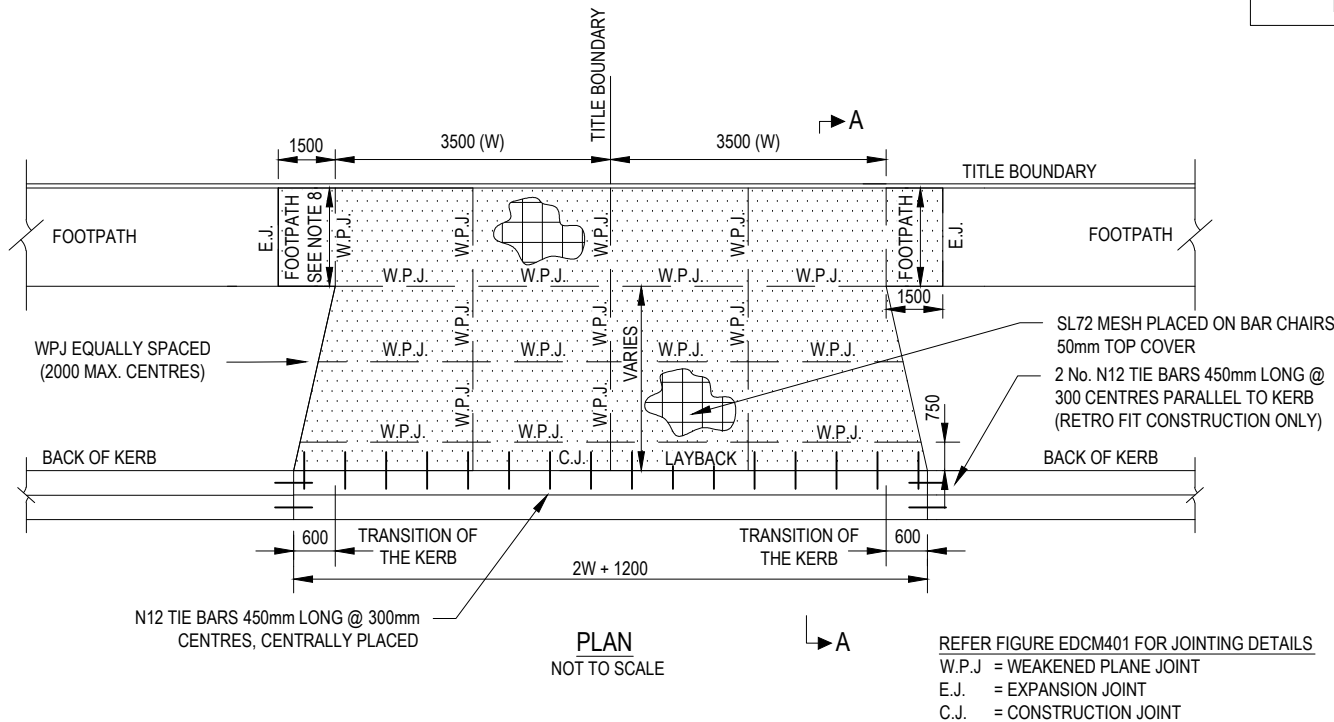 TITLE BOUNDARY
A
1500
3500 (W)
3500 (W)
TITLE BOUNDARY
FOOTPATH
E.J.
FOOTPATH
SEE NOTE 8
W.P.J.
W.P.J.
W.P.J.
W.P.J.
FOOTPATH
E.J.
FOOTPATH
W.P.J.
W.P.J.
W.P.J.
W.P.J.
1500
WPJ EQUALLY SPACED
(2000 MAX. CENTRES)
W.P.J.
W.P.J.
VARIES
W.P.J.
SL72 MESH PLACED ON BAR CHAIRS
50mm TOP COVER
W.P.J.
W.P.J.
W.P.J.
W.P.J.
2 No. N12 TIE BARS 450mm LONG @
300 CENTRES PARALLEL TO KERB
(RETRO FIT CONSTRUCTION ONLY)
W.P.J.
W.P.J.
750
W.P.J.
W.P.J.
W.P.J.
BACK OF KERB
C.J.
LAYBACK
BACK OF KERB
600
TRANSITION OF
THE KERB
TRANSITION OF
THE KERB
600
2W + 1200
N12 TIE BARS 450mm LONG @ 300mm
CENTRES, CENTRALLY PLACED
PLAN
NOT TO SCALE
A
REFER FIGURE EDCM401 FOR JOINTING DETAILS
W.P.J = WEAKENED PLANE JOINT
E.J. = EXPANSION JOINT
C.J. = CONSTRUCTION JOINT